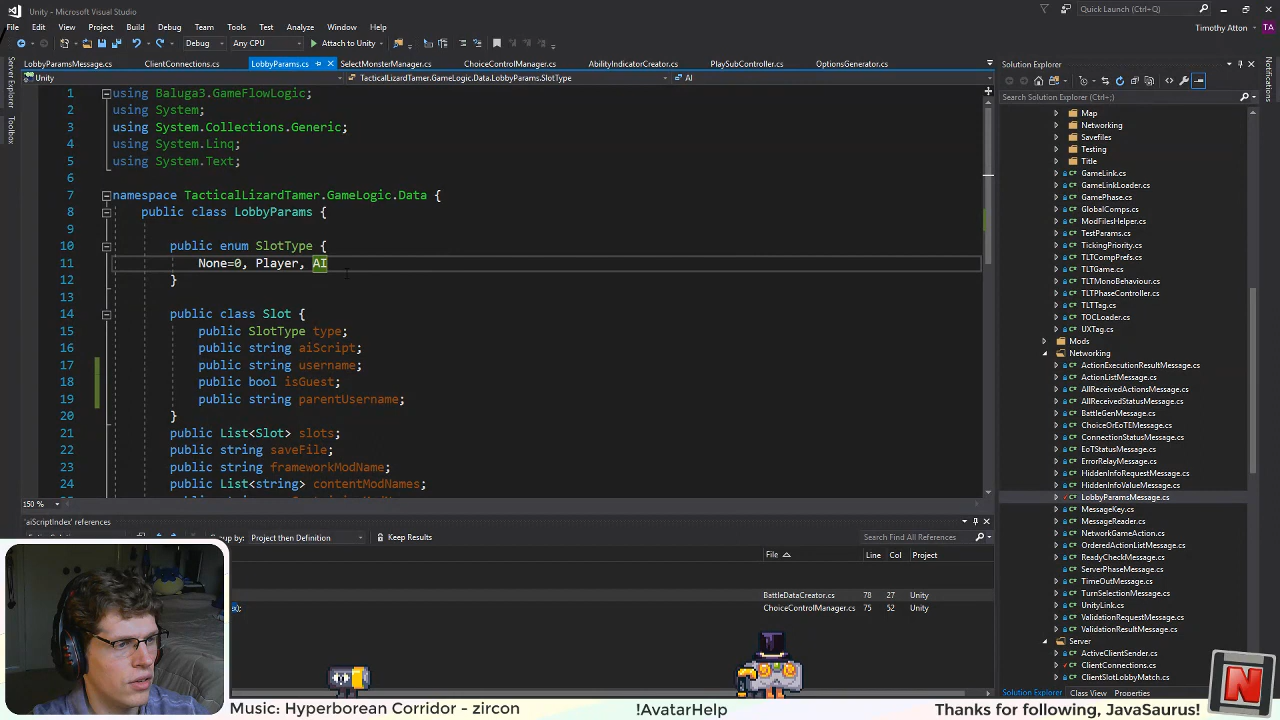 Unity - Microsoft Visual Studio
Quick Launch (Ctrl+Q)
File Edit View Project Build Debug Team Tools Test Analyze Window Help
Timothy Atton TA
Debug Any CPU Attach to Unity
Server Explorer
Toolbox
Notifications
LobbyParamsMessage.cs ClientConnections.cs LobbyParams.cs SelectMonsterManager.cs ChoiceControlManager.cs AbilityIndicatorCreator.cs PlaySubController.cs OptionsGenerator.cs
Unity TacticalLizardTamer.GameLogic.Data.LobbyParams.SlotType AI
1 using Baluga3.GameFlowLogic;
2 using System;
3 using System.Collections.Generic;
4 using System.Linq;
5 using System.Text;
6
7 namespace TacticalLizardTamer.GameLogic.Data {
8 public class LobbyParams {
9
10 public enum SlotType {
11 None=0, Player, AI
12 }
13
14 public class Slot {
15 public SlotType type;
16 public string aiScript;
17 public string username;
18 public bool isGuest;
19 public string parentUsername;
20 }
21 public List<Slot> slots;
22 public string saveFile;
23 public string frameworkModName;
24 public List<string> contentModNames;
150 %
Solution Explorer
Search Solution Explorer (Ctrl+;)
Map
Networking
Savefiles
Testing
Title
GameLink.cs
GameLinkLoader.cs
GamePhase.cs
GlobalComps.cs
ModFilesHelper.cs
TestParams.cs
TickingPriority.cs
TLTCompPrefs.cs
TLTGame.cs
TLTMonoBehaviour.cs
TLTPhaseController.cs
TLTTag.cs
TOCLoader.cs
UXTag.cs
Mods
Networking
ActionExecutionResultMessage.cs
ActionListMessage.cs
AllReceivedActionsMessage.cs
AllReceivedStatusMessage.cs
BattleGenMessage.cs
ChoiceOrEoTEMessage.cs
ConnectionStatusMessage.cs
EoTStatusMessage.cs
ErrorRelayMessage.cs
HiddenInfoRequestMessage.cs
HiddenInfoValueMessage.cs
LobbyParamsMessage.cs
MessageKey.cs
MessageReader.cs
NetworkGameAction.cs
OrderedActionListMessage.cs
ReadyCheckMessage.cs
ServerPhaseMessage.cs
TimeOutMessage.cs
TurnSelectionMessage.cs
UnityLink.cs
ValidationRequestMessage.cs
ValidationResultMessage.cs
Server
ActiveClientSender.cs
ClientConnections.cs
ClientSlotLobbyMatch.cs
Solution Explorer Class View Properties
'aiScriptIndex' references
Group by: Project then Definition Keep Results
Search Find All References
File Line Col Project
BattleDataCreator.cs 78 27 Unity
ChoiceControlManager.cs 75 52 Unity
Music: Hyperborean Corridor - zircon
!AvatarHelp
Thanks for following, JavaSaurus!
N